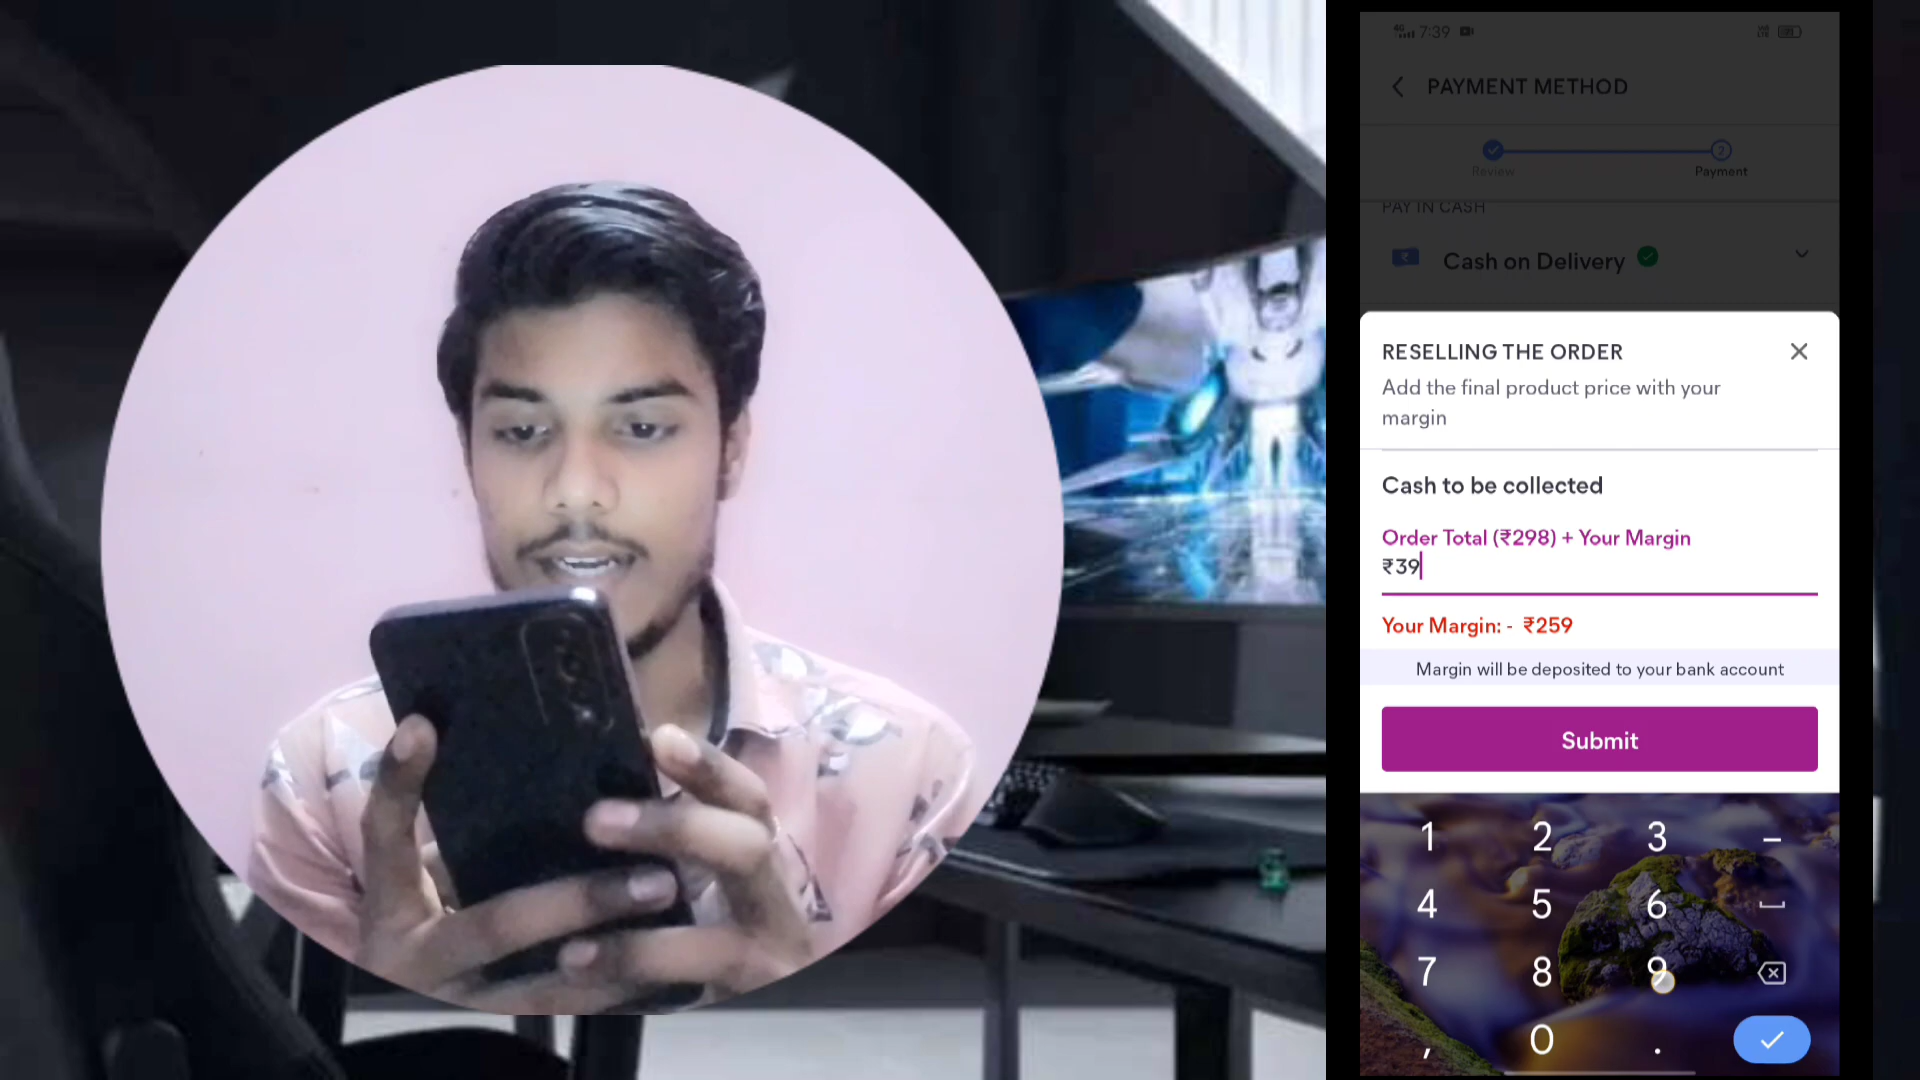 4G 7:39
PAYMENT METHOD
2
Review
Payment
PAY IN CASH
₹ Cash on Delivery
RESELLING THE ORDER
Add the final product price with your
margin
Cash to be collected
Order Total (₹298) + Your Margin
₹39
Your Margin: - ₹259
Margin will be deposited to your bank account
Submit
1 2 3 –
4 5 6
7 8 9
, 0 .